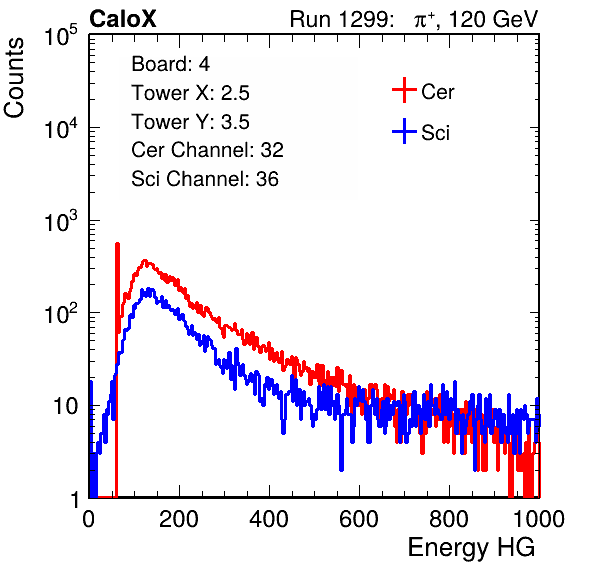 CaloX Run 1299: π⁺, 120 GeV
Counts
10⁵
10⁴
10³
10²
10
1
Board: 4
Tower X: 2.5
Tower Y: 3.5
Cer Channel: 32
Sci Channel: 36
Cer
Sci
0 200 400 600 800 1000
Energy HG